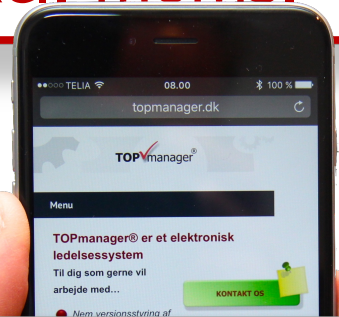 TELIA 08.00 100 %
topmanager.dk
TOPmanager®
Menu
TOPmanager® er et elektronisk
ledelsessystem
Til dig som gerne vil
arbejde med...
KONTAKT OS
Nem versionsstyring af